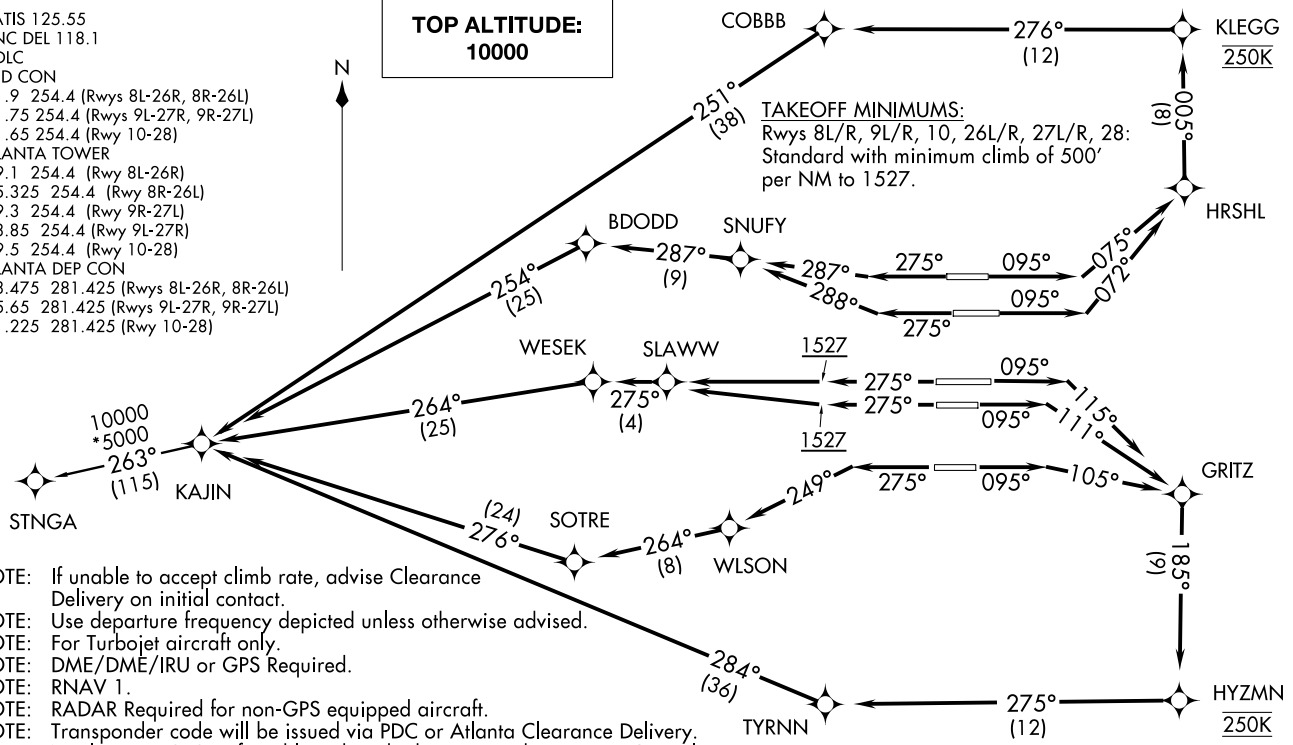 ATIS 125.55
DEL 118.1
CON
.9 254.4 (Rwys 8L-26R, 8R-26L)
.75 254.4 (Rwys 9L-27R, 9R-27L)
.65 254.4 (Rwy 10-28)
TOWER
.1 254.4 (Rwy 8L-26R)
.325 254.4 (Rwy 8R-26L)
.3 254.4 (Rwy 9R-27L)
.85 254.4 (Rwy 9L-27R)
.5 254.4 (Rwy 10-28)
DEP CON
.475 281.425 (Rwys 8L-26R, 8R-26L)
.65 281.425 (Rwys 9L-27R, 9R-27L)
.225 281.425 (Rwy 10-28)
N
TOP ALTITUDE:
10000
COBBB
276°
(12)
KLEGG
250K
251°
(38)
TAKEOFF MINIMUMS:
Rwys 8L/R, 9L/R, 10, 26L/R, 27L/R, 28:
Standard with minimum climb of 500'
per NM to 1527.
005°
(8)
HRSHL
BDODD
SNUFY
287°
(9)
287°
275°
095°
075°
288°
275°
095°
072°
254°
(25)
WESEK
SLAWW
1527
275°
095°
115°
264°
(25)
275°
(4)
275°
095°
111°
1527
10000
*5000
263°
(115)
KAJIN
STNGA
GRITZ
249°
275°
095°
105°
(24)
276°
SOTRE
264°
(8)
WLSON
185°
(9)
284°
(36)
TYRNN
275°
(12)
HYZMN
250K
OTE: If unable to accept climb rate, advise Clearance
Delivery on initial contact.
OTE: Use departure frequency depicted unless otherwise advised.
OTE: For Turbojet aircraft only.
OTE: DME/DME/IRU or GPS Required.
OTE: RNAV 1.
OTE: RADAR Required for non-GPS equipped aircraft.
OTE: Transponder code will be issued via PDC or Atlanta Clearance Delivery.